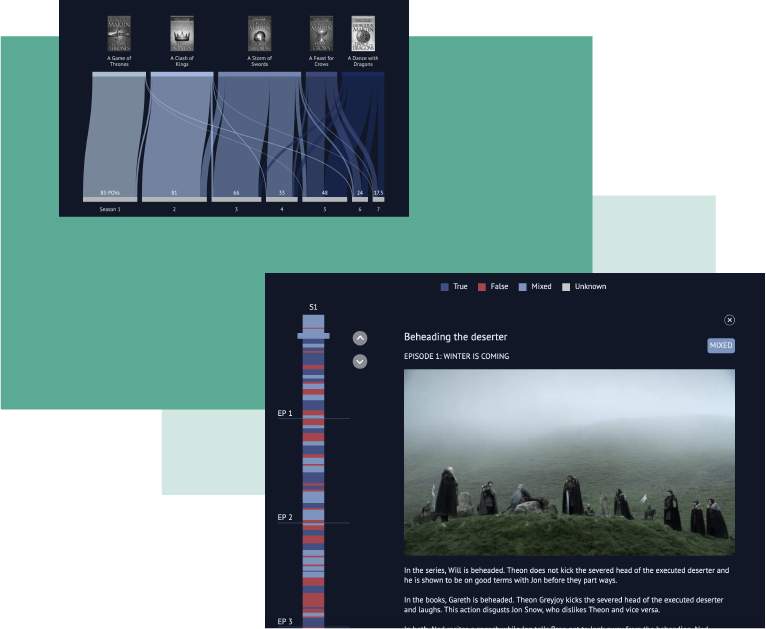 A Game of
Thrones
A Clash of
Kings
A Storm of
Swords
A Feast for
Crows
A Dance with
Dragons
85 POVs
81
66
33
48
24
17.5
Season 1
2
3
4
5
6
7
True
False
Mixed
Unknown
S1
Beheading the deserter
MIXED
EPISODE 1: WINTER IS COMING
EP 1
EP 2
EP 3
In the series, Will is beheaded. Theon does not kick the severed head of the executed deserter and
he is shown to be on good terms with Jon before they part ways.
In the books, Gareth is beheaded. Theon Greyjoy kicks the severed head of the executed deserter
and laughs. This action disgusts Jon Snow, who dislikes Theon and vice versa.